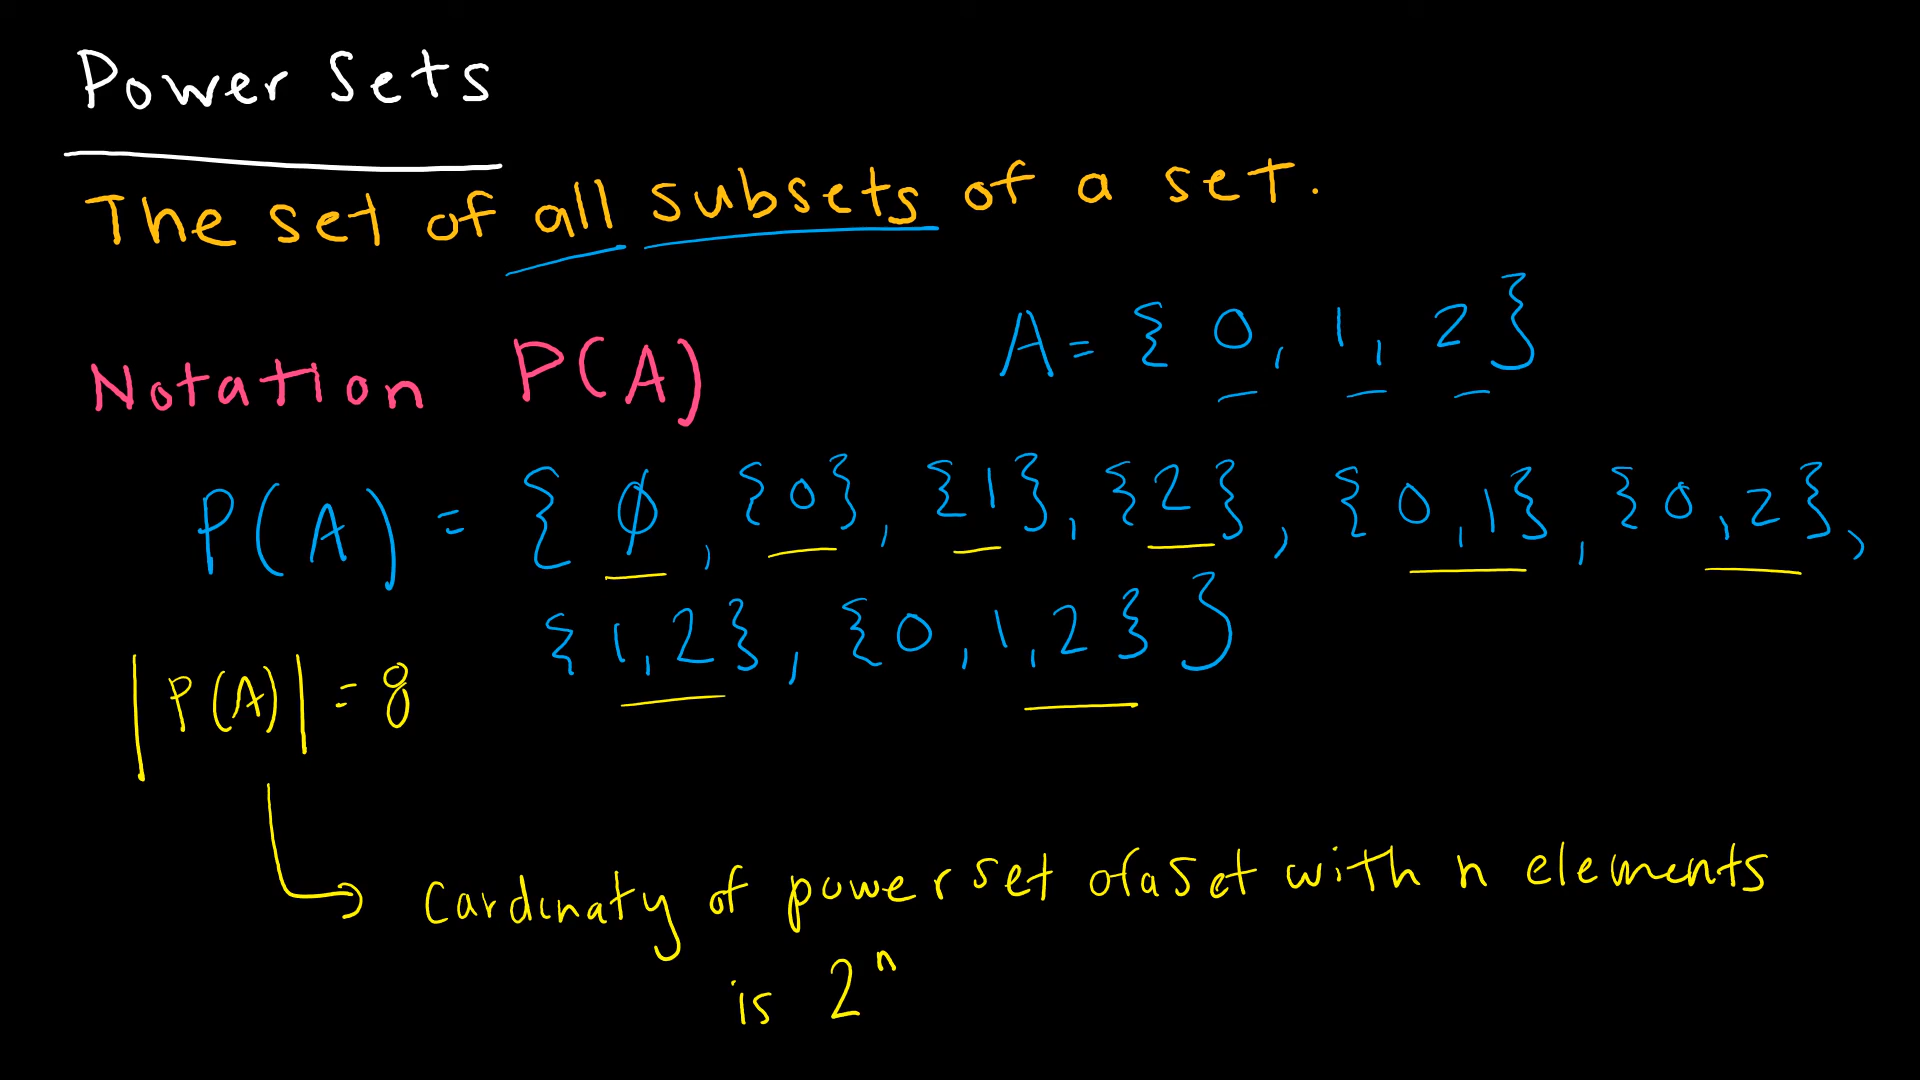 Power Sets
The set of all subsets of a set.
A = { 0, 1, 2 }
Notation P(A)
P(A) = { ∅, {0}, {1}, {2}, {0,1}, {0,2},
{1,2}, {0,1,2} }
|P(A)| = 8
Cardinaty of power set of a set with n elements
is 2ⁿ